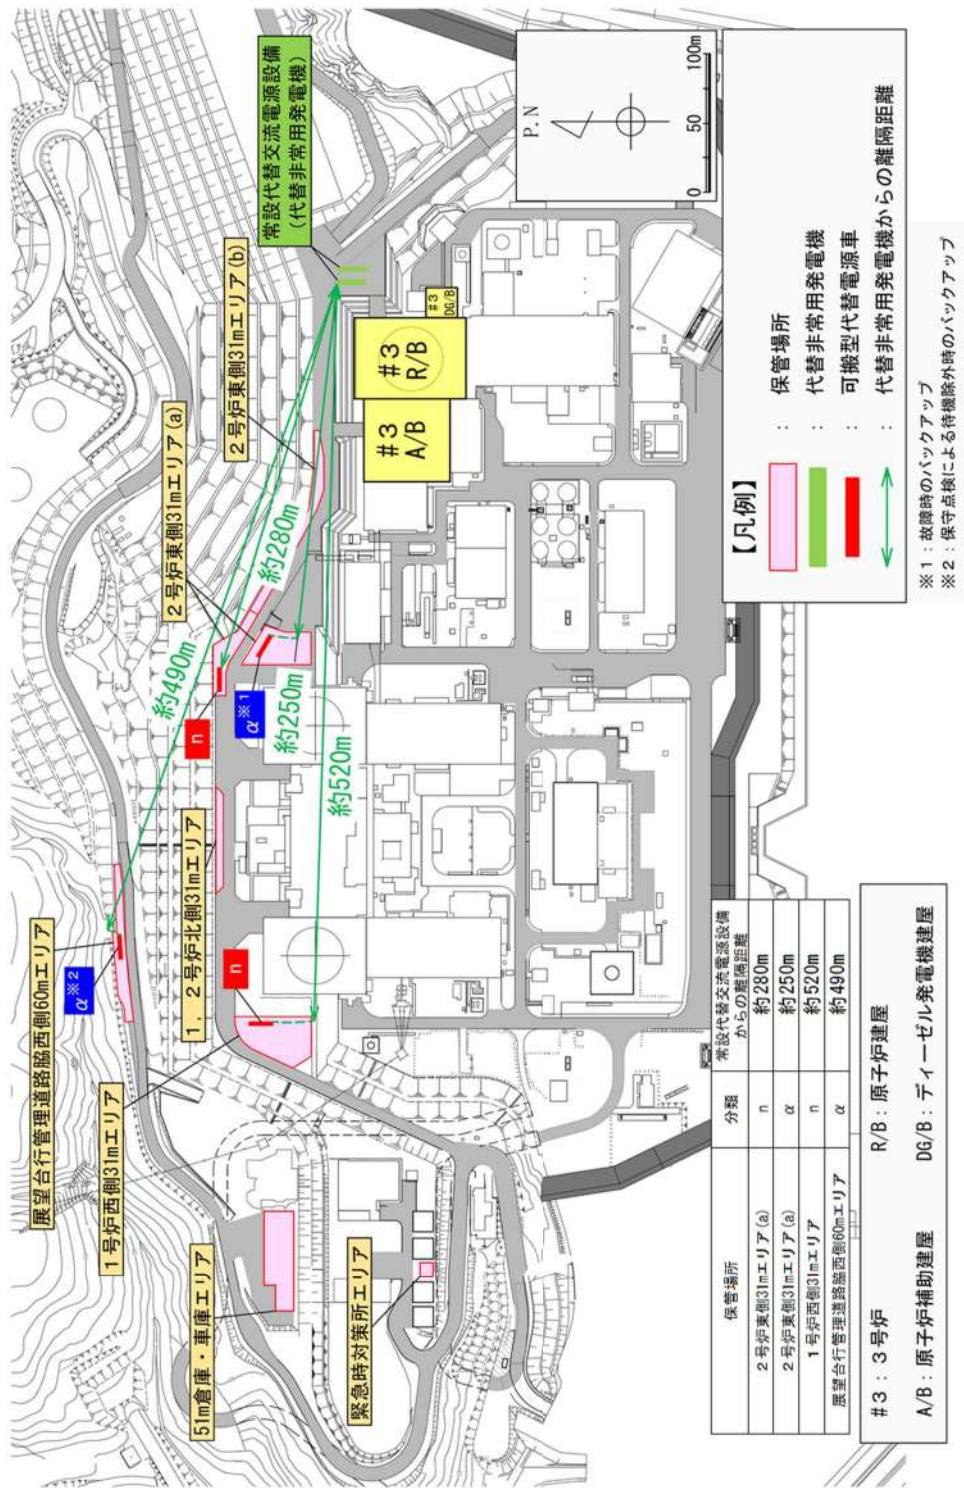 常設代替交流電源設備
(代替非常用発電機)
2号炉東側31mエリア(b)
2号炉東側31mエリア(a)
1, 2号炉北側31mエリア
展望台行管理道路脇西側60mエリア
1号炉西側31mエリア
51m倉庫・車庫エリア
緊急時対策所エリア
約490m
約280m
約250m
約520m
n
α※1
α※2
n
#3
R/B
#3
A/B
#3
DG/B
P.N
0 50 100m
【凡例】
: 保管場所
: 代替非常用発電機
: 可搬型代替電源車
: 代替非常用発電機からの離隔距離
※1:故障時のバックアップ
※2:保守点検による待機除外時のバックアップ
保管場所 分類 常設代替交流電源設備
からの離隔距離
2号炉東側31mエリア(a) n 約280m
2号炉東側31mエリア(a) α 約250m
1号炉西側31mエリア n 約520m
展望台行管理道路脇西側60mエリア α 約490m
#3 : 3号炉 R/B : 原子炉建屋
A/B : 原子炉補助建屋 DG/B : ディーゼル発電機建屋